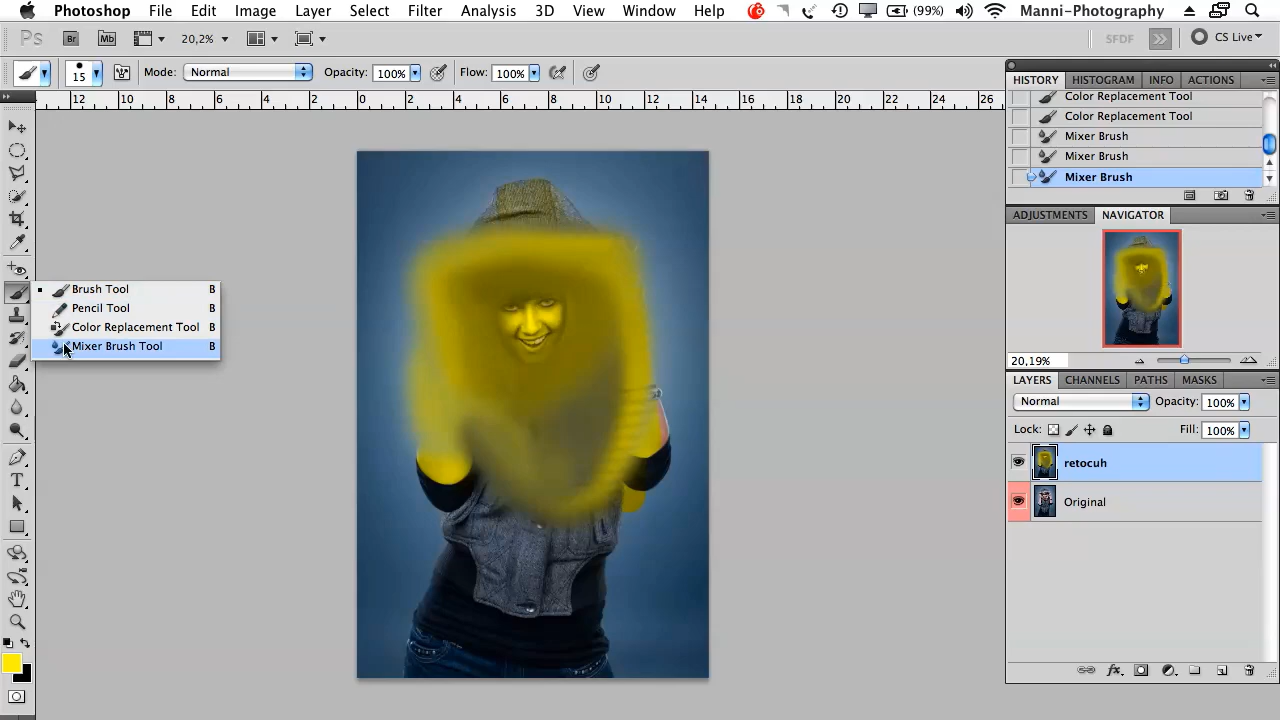 Photoshop File Edit Image Layer Select Filter Analysis 3D View Window Help (99%) Manni-Photography
Ps Br Mb 20,2% SFDF CS Live
15 Mode: Normal Opacity: 100% Flow: 100%
12 10 8 6 4 2 0 2 4 6 8 10 12 14 16 18 20 22 24 26
HISTORY HISTOGRAM INFO ACTIONS
Color Replacement Tool
Color Replacement Tool
Mixer Brush
Mixer Brush
Mixer Brush
ADJUSTMENTS NAVIGATOR
Brush Tool B
Pencil Tool B
Color Replacement Tool B
Mixer Brush Tool B
20,19%
LAYERS CHANNELS PATHS MASKS
Normal Opacity: 100%
Lock: Fill: 100%
retocuh
Original